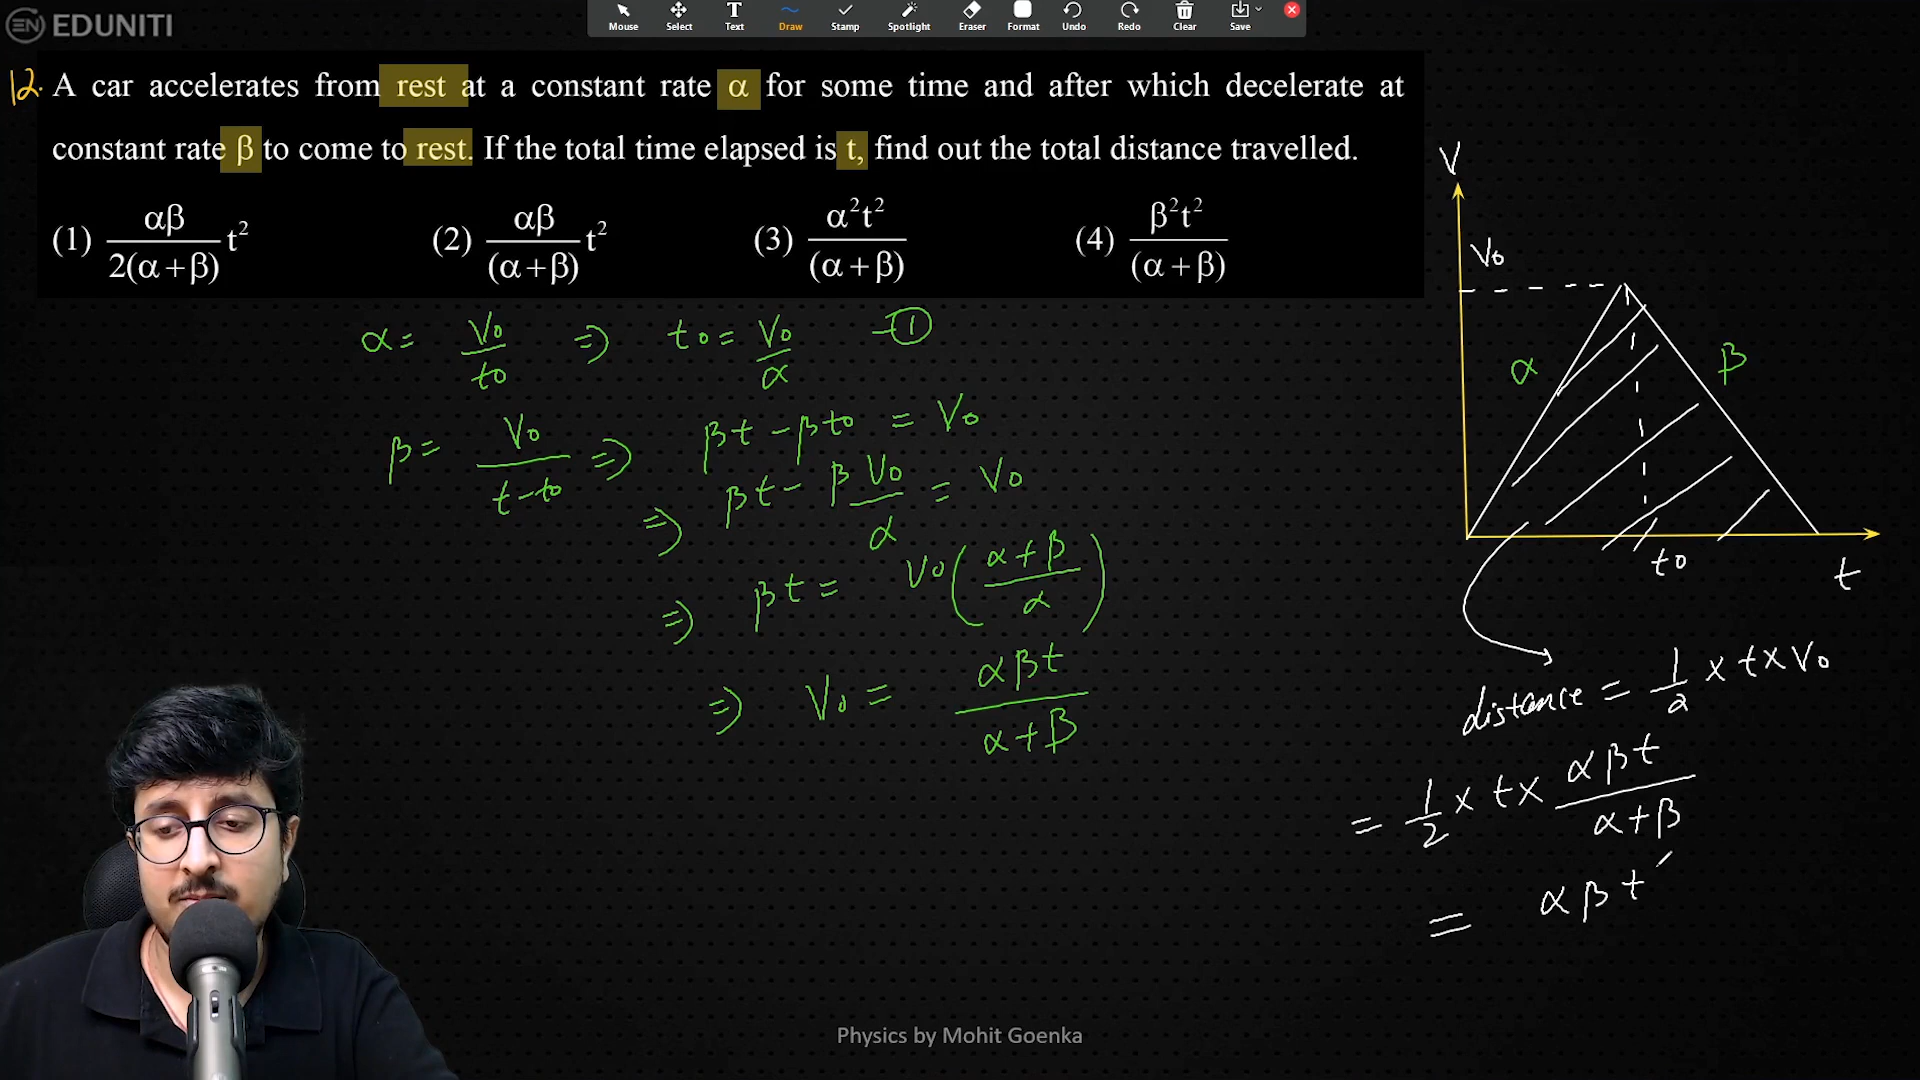 EN EDUNITI
Mouse Select Text Draw Stamp Spotlight Eraser Format Undo Redo Clear Save
12. A car accelerates from rest at a constant rate α for some time and after which decelerate at
constant rate β to come to rest. If the total time elapsed is t, find out the total distance travelled.
(1) αβ/2(α+β) t² (2) αβ/(α+β) t² (3) α²t²/(α+β) (4) β²t²/(α+β)
α = V₀/t₀ ⇒ t₀ = V₀/α –①
β = V₀/t–t₀ ⇒ βt – βt₀ = V₀
⇒ βt – βV₀/α = V₀
⇒ βt = V₀(α+β/α)
⇒ V₀ = αβt/α+β
V
V₀
α β
t₀ t
distance = 1/2 × t × V₀
= 1/2 × t × αβt/α+β
= αβt
Physics by Mohit Goenka